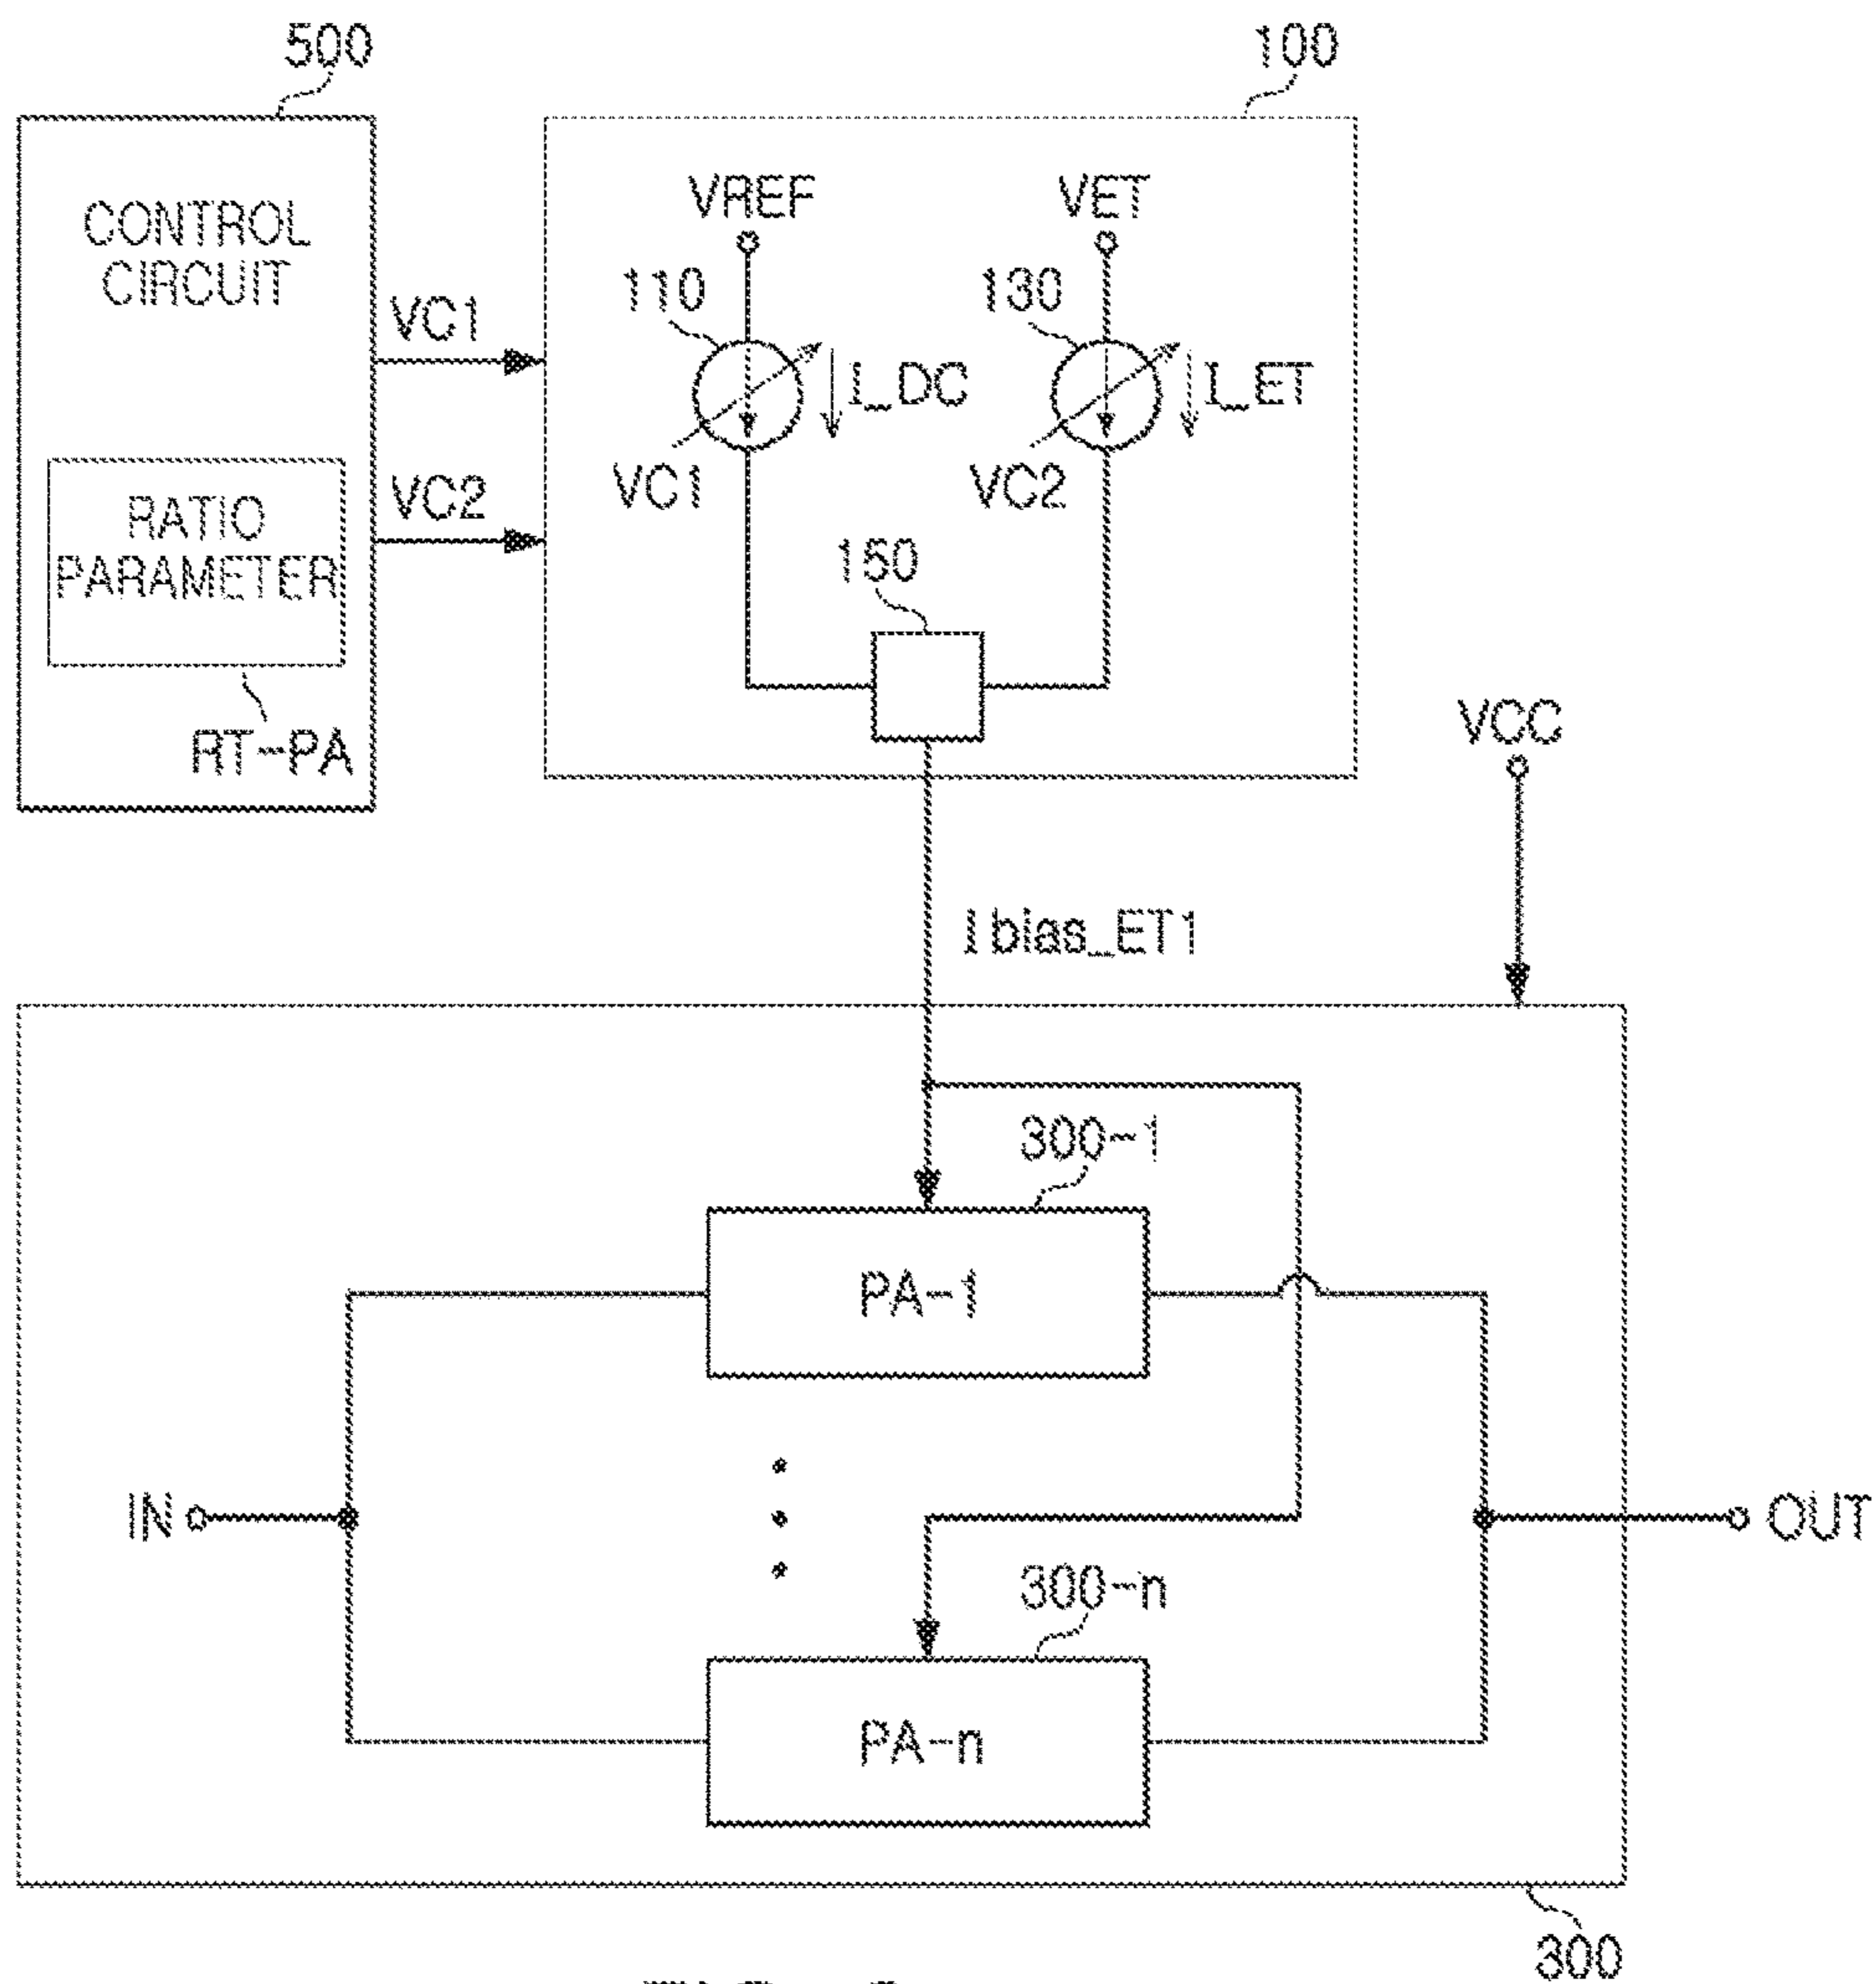 500
100
CONTROL
CIRCUIT
VREF
VET
110
130
VC1
I_DC
I_ET
VC1
VC2
VC2
RATIO
PARAMETER
150
RT-PA
VCC
Ibias_ET1
300-1
PA-1
IN
OUT
300-n
PA-n
300